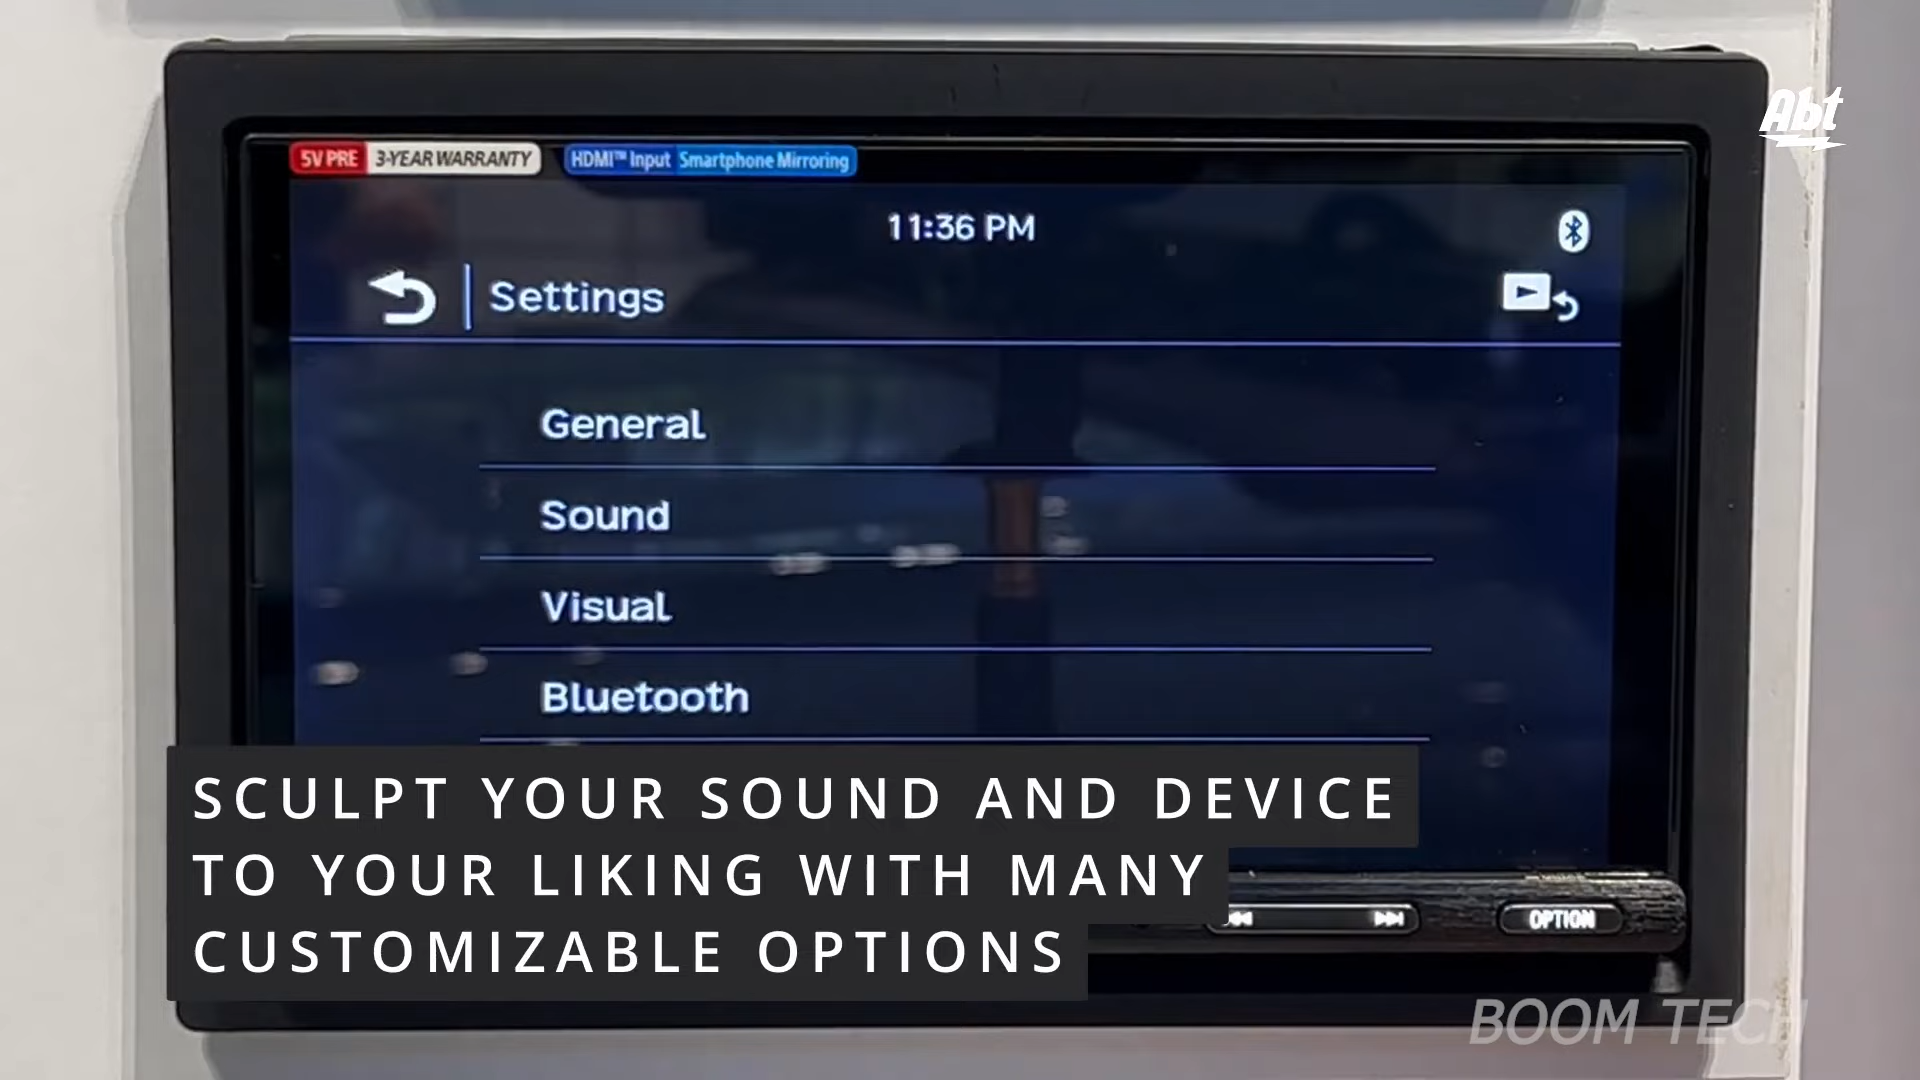 Abt
5V PRE 3-YEAR WARRANTY HDMI™ Input Smartphone Mirroring
11:36 PM
Settings
General
Sound
Visual
Bluetooth
SCULPT YOUR SOUND AND DEVICE
TO YOUR LIKING WITH MANY
CUSTOMIZABLE OPTIONS
OPTION
BOOM TECH